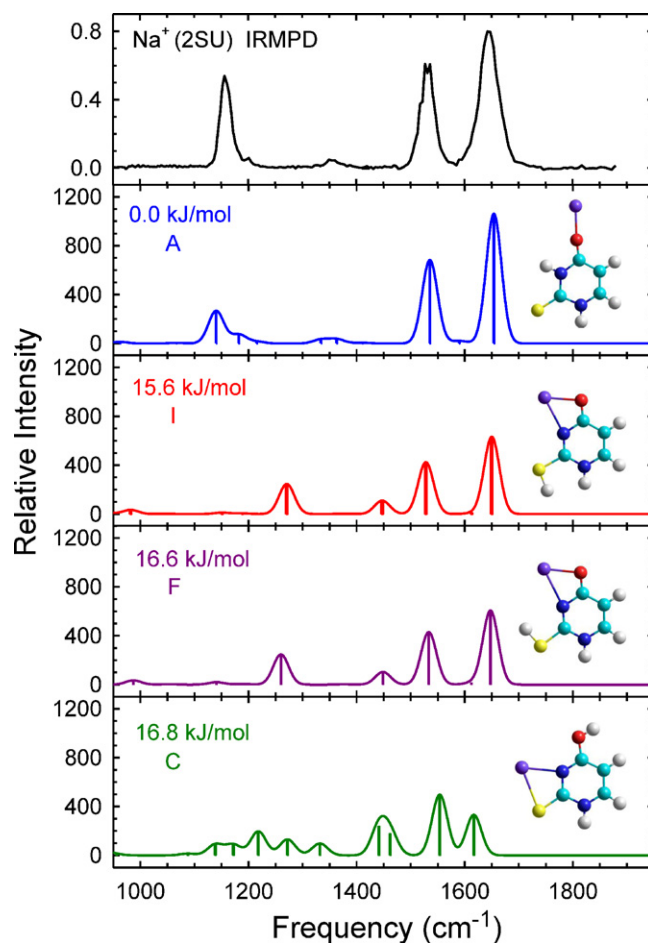 Na⁺ (2SU) IRMPD
0.8
0.4
0.0
0.0 kJ/mol
A
1200
800
400
0
15.6 kJ/mol
I
1200
800
400
0
16.6 kJ/mol
F
1200
800
400
0
16.8 kJ/mol
C
1200
800
400
0
1000 1200 1400 1600 1800
Relative Intensity
Frequency (cm⁻¹)